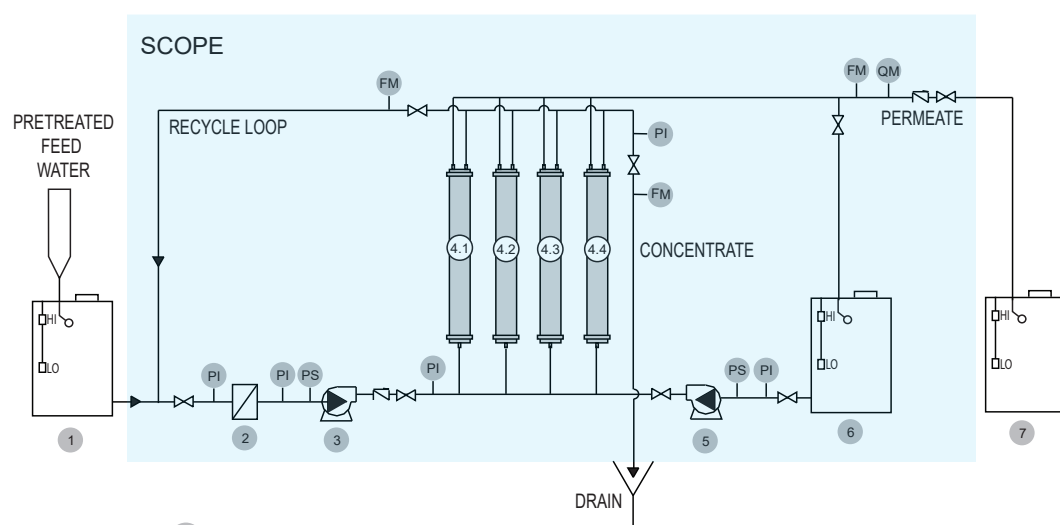 SCOPE
FM
FM
QM
RECYCLE LOOP
PERMEATE
PRETREATED
FEED
WATER
PI
FM
4.1
4.2
4.3
4.4
CONCENTRATE
HI
LO
HI
LO
HI
LO
PI
PI
PS
PI
PS
PI
1
2
3
5
6
7
DRAIN